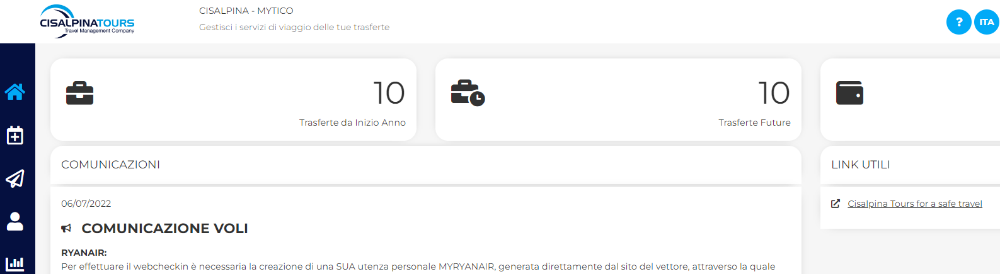 CISALPINATOURS
Travel Management Company
CISALPINA - MYTICO
Gestisci i servizi di viaggio delle tue trasferte
?
ITA
10
Trasferte da Inizio Anno
10
Trasferte Future
COMUNICAZIONI
06/07/2022
COMUNICAZIONE VOLI
RYANAIR:
Per effettuare il webcheckin è necessaria la creazione di una SUA utenza personale MYRYANAIR, generata direttamente dal sito del vettore, attraverso la quale
LINK UTILI
Cisalpina Tours for a safe travel